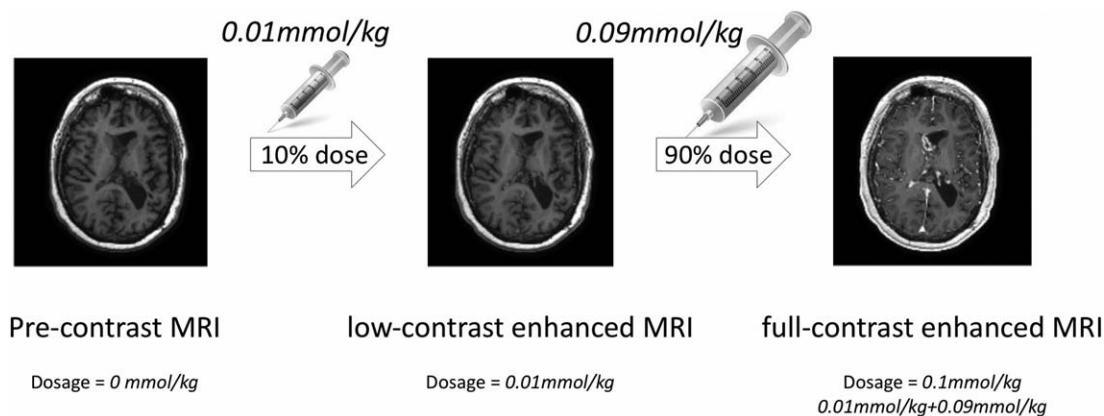 0.01mmol/kg
0.09mmol/kg
10% dose
90% dose
Pre-contrast MRI
low-contrast enhanced MRI
full-contrast enhanced MRI
Dosage = 0 mmol/kg
Dosage = 0.01mmol/kg
Dosage = 0.1mmol/kg
0.01mmol/kg+0.09mmol/kg